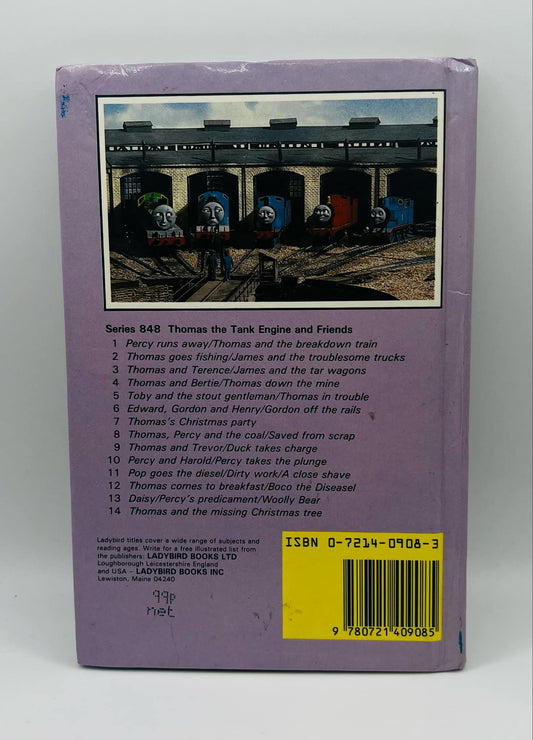 Series 848 Thomas the Tank Engine and Friends
1 Percy runs away/Thomas and the breakdown train
2 Thomas goes fishing/James and the troublesome trucks
3 Thomas and Terence/James and the tar wagons
4 Thomas and Bertie/Thomas down the mine
5 Toby and the stout gentleman/Thomas in trouble
6 Edward, Gordon and Henry/Gordon off the rails
7 Thomas's Christmas party
8 Thomas, Percy and the coal/Saved from scrap
9 Thomas and Trevor/Duck takes charge
10 Percy and Harold/Percy takes the plunge
11 Pop goes the diesel/Dirty work/A close shave
12 Thomas comes to breakfast/Boco the Diseasel
13 Daisy/Percy's predicament/Woolly Bear
14 Thomas and the missing Christmas tree
Ladybird titles cover a wide range of subjects and
reading ages. Write for a free illustrated list from
the publishers: LADYBIRD BOOKS LTD
Loughborough Leicestershire England
and USA – LADYBIRD BOOKS INC
Lewiston, Maine 04240
99p
net
ISBN 0-7214-0908-3
9 780721 409085